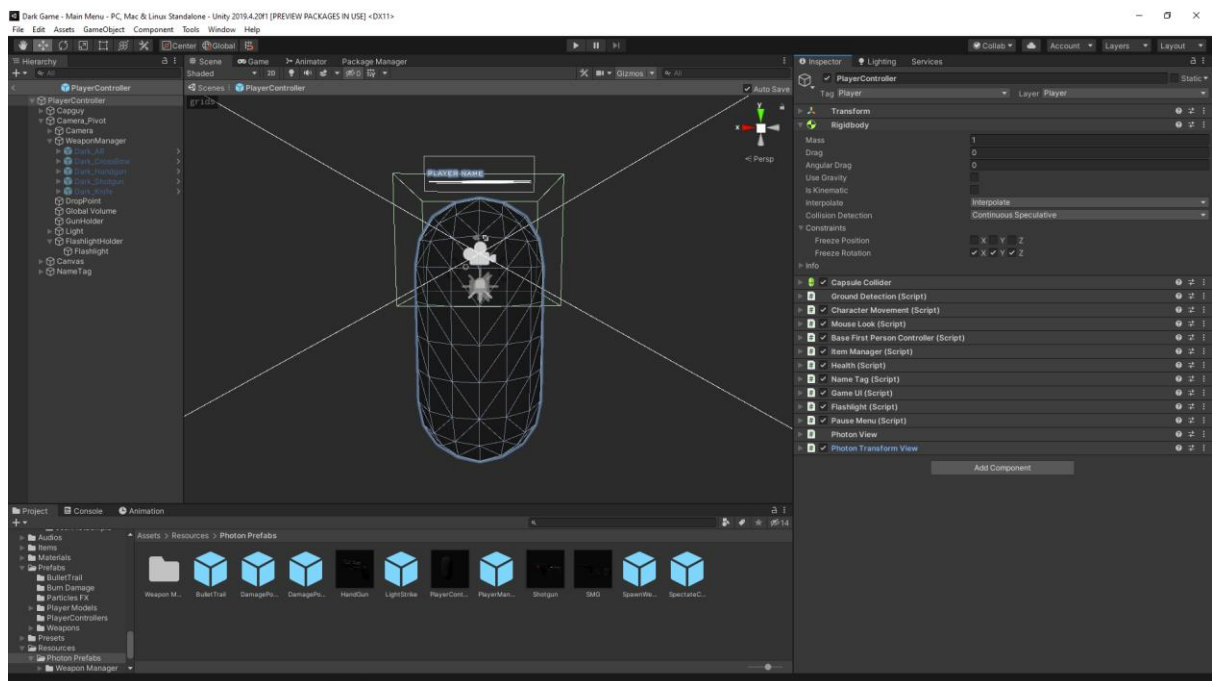 Dark Game - Main Menu - PC, Mac & Linux Standalone - Unity 2019.4.20f1 [PREVIEW PACKAGES IN USE] <DX11>
File Edit Assets GameObject Component Tools Window Help
Center Global
Collab Account Layers Layout
Hierarchy
Scene Game Animator Package Manager
Inspector Lighting Services
All
Shaded 2D 0 Gizmos All
PlayerController
Scenes PlayerController
Auto Save
PlayerController Static
Tag Player Layer Player
PlayerController
Capguy
Camera_Pivot
Camera
WeaponManager
Dark_AR
Dark_CrossBow
Dark_Handgun
Dark_Shotgun
Dark_Knife
DropPoint
Global Volume
GunHolder
Light
FlashlightHolder
Flashlight
Canvas
NameTag
grids
y
x
Persp
PLAYER NAME
Transform
Rigidbody
Mass 1
Drag 0
Angular Drag 0
Use Gravity
Is Kinematic
Interpolate Interpolate
Collision Detection Continuous Speculative
Constraints
Freeze Position X Y Z
Freeze Rotation X Y Z
Info
Capsule Collider
Ground Detection (Script)
Character Movement (Script)
Mouse Look (Script)
Base First Person Controller (Script)
Item Manager (Script)
Health (Script)
Name Tag (Script)
Game UI (Script)
Flashlight (Script)
Pause Menu (Script)
Photon View
Photon Transform View
Add Component
Project Console Animation
14
Audios
Items
Materials
Prefabs
BulletTrail
Burn Damage
Particles FX
Player Models
PlayerControllers
Weapons
Presets
Resources
Photon Prefabs
Weapon Manager
Assets > Resources > Photon Prefabs
Weapon M... BulletTrail DamagePo... DamagePo... HandGun LightStrike PlayerCont... PlayerMan... Shotgun SMG SpawnWe... SpectateC...